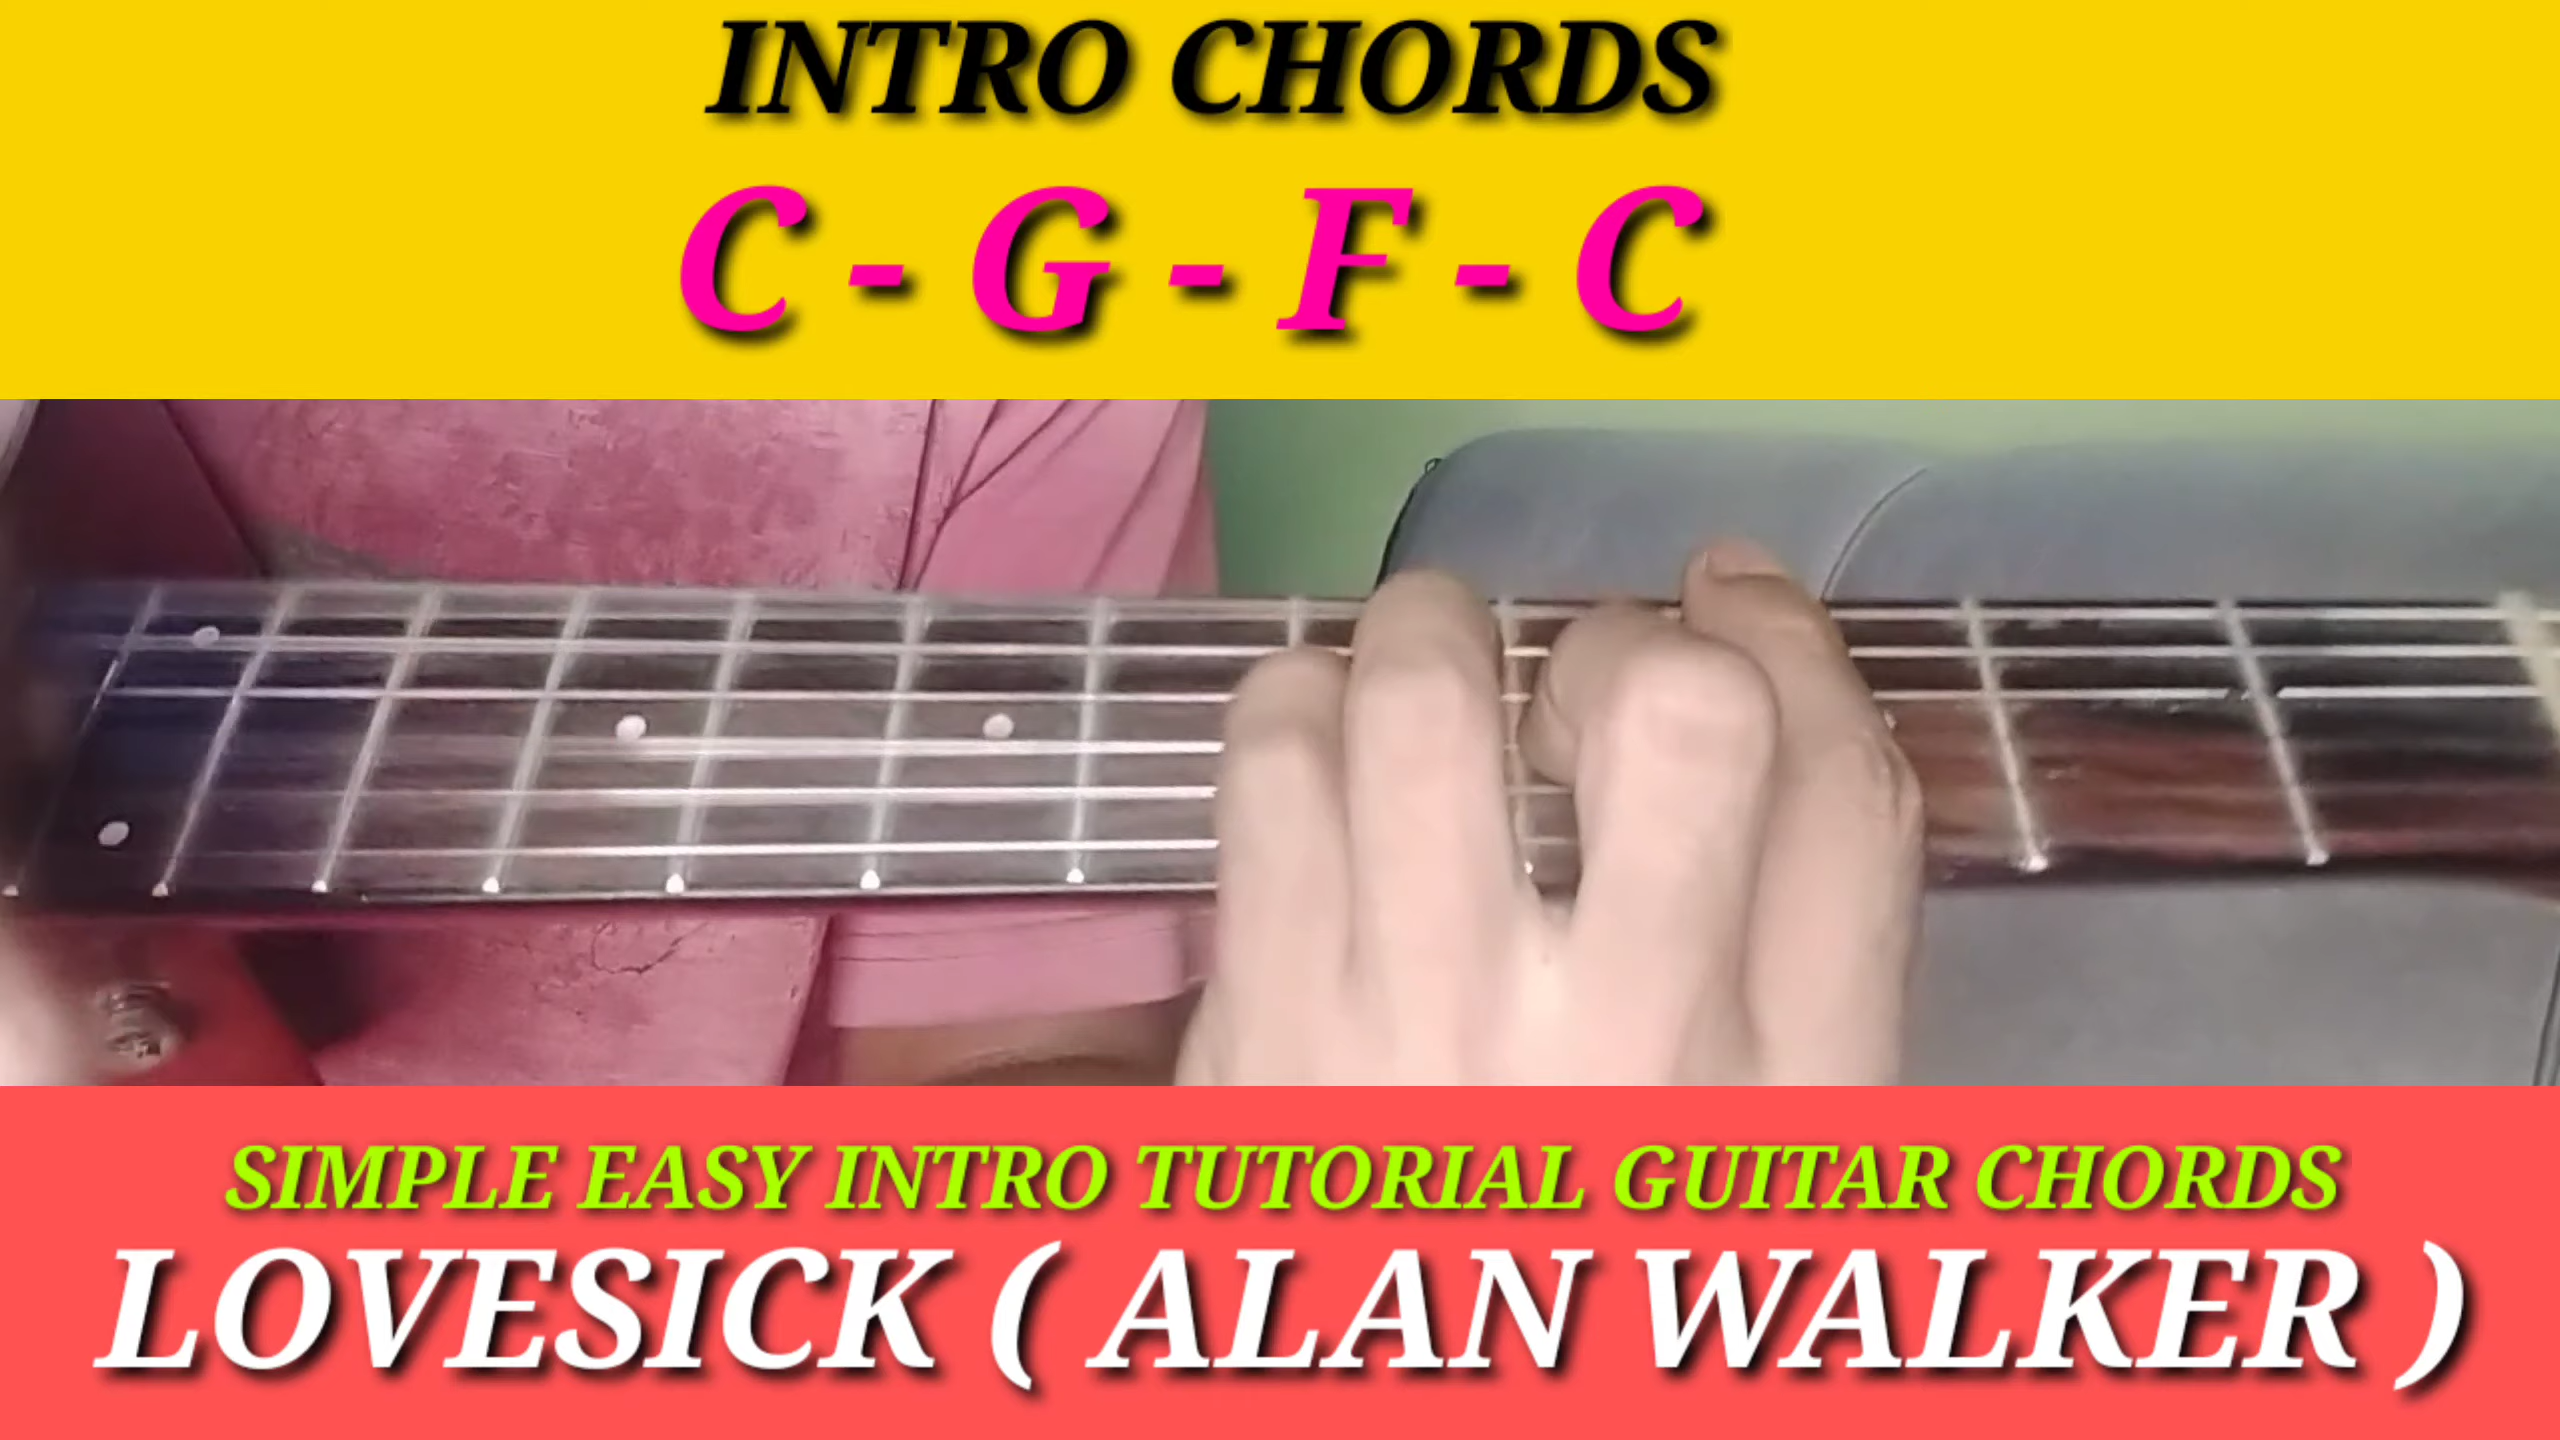 INTRO CHORDS
C - G - F - C
SIMPLE EASY INTRO TUTORIAL GUITAR CHORDS
LOVESICK ( ALAN WALKER )